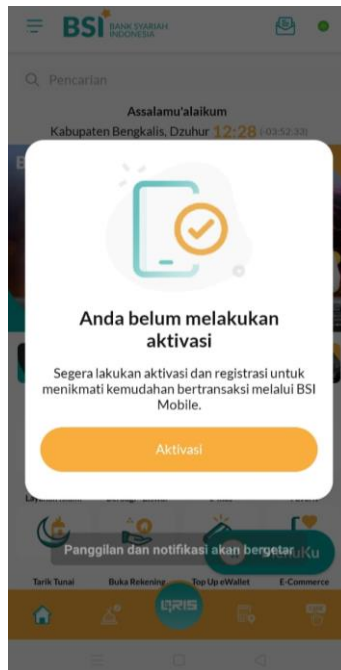 BSI BANK SYARIAH
INDONESIA
Pencarian
Assalamu'alaikum
Kabupaten Bengkalis, Dzuhur 12:28 (-03:52:33)
Anda belum melakukan
aktivasi
Segera lakukan aktivasi dan registrasi untuk
menikmati kemudahan bertransaksi melalui BSI
Mobile.
Aktivasi
Panggilan dan notifikasi akan bergetar
MenuKu
Tarik Tunai Buka Rekening Top Up eWallet E-Commerce
QRIS